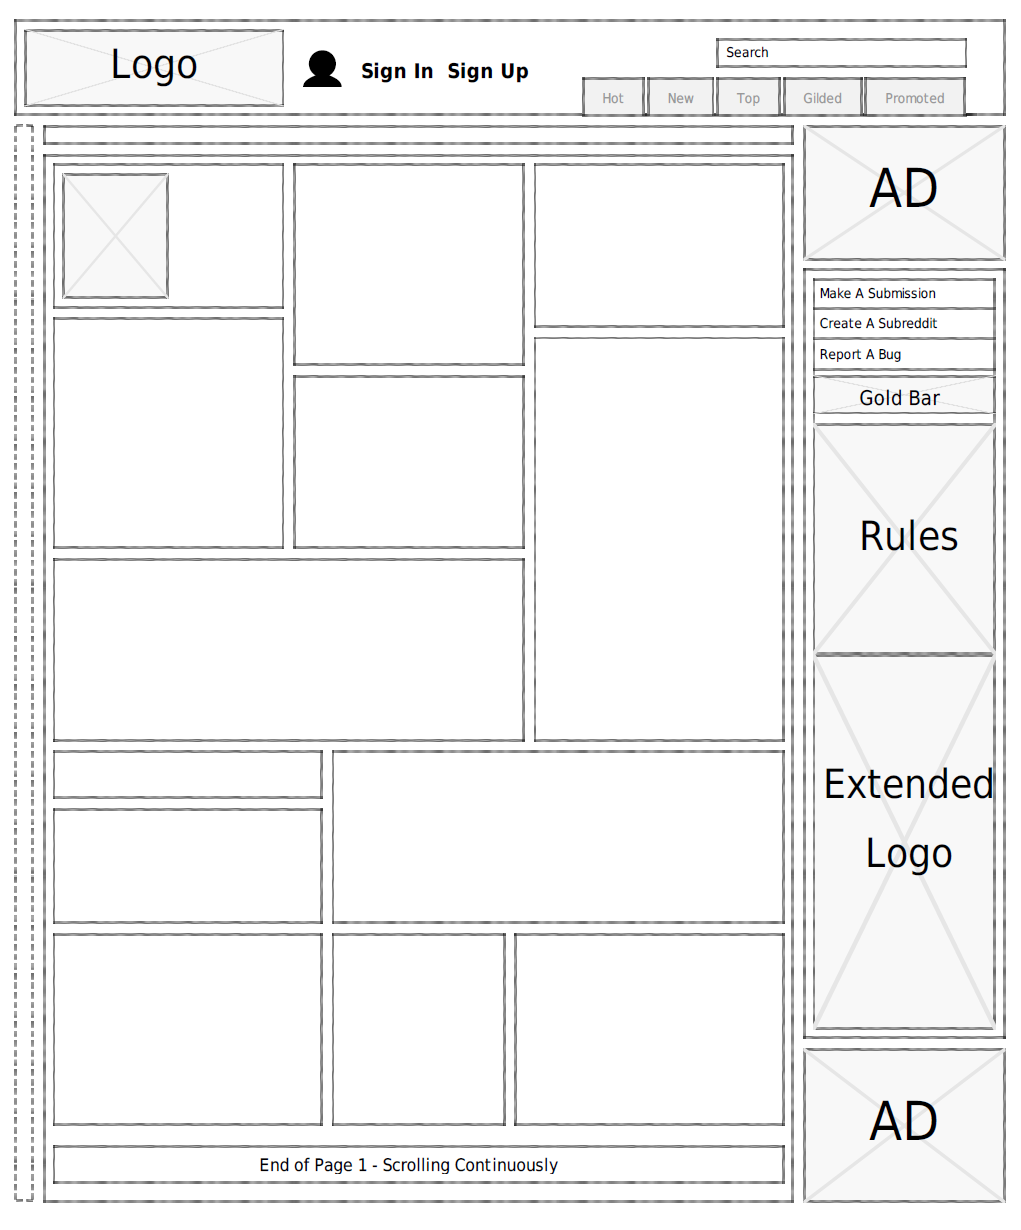 Logo
Sign In Sign Up
Search
Hot New Top Gilded Promoted
AD
Make A Submission
Create A Subreddit
Report A Bug
Gold Bar
Rules
Extended
Logo
AD
End of Page 1 - Scrolling Continuously